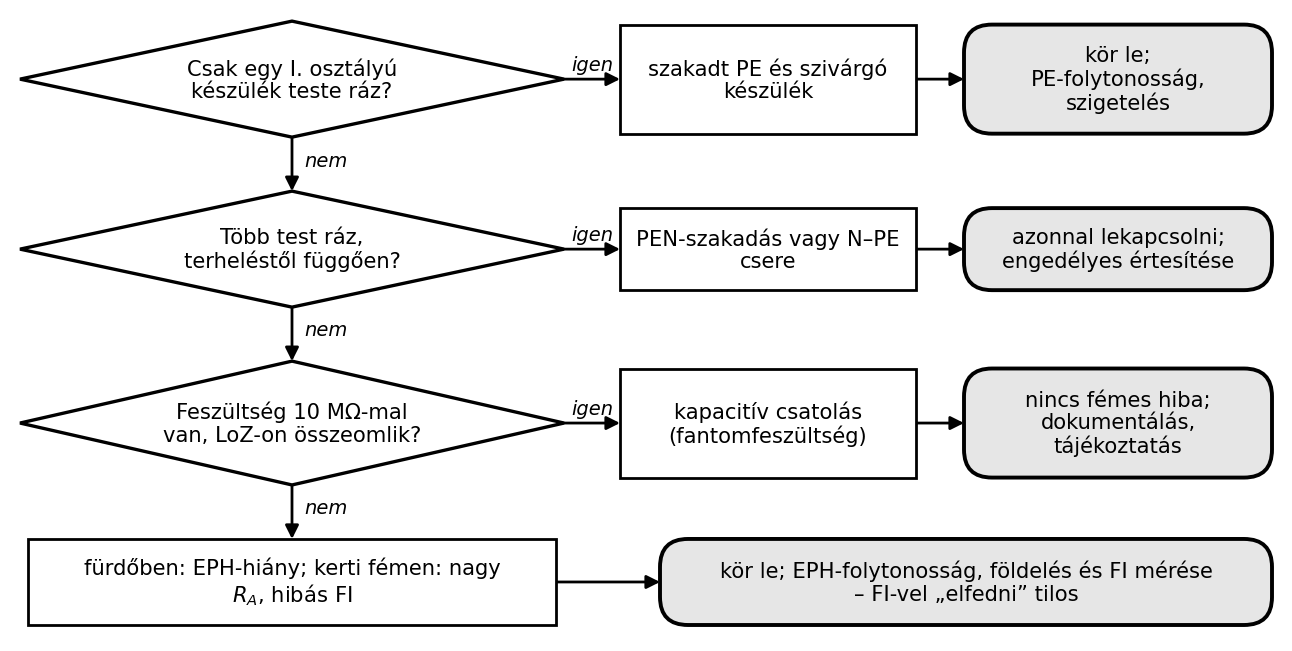 Csak egy I. osztályú
készülék teste ráz?
igen
szakadt PE és szivárgó
készülék
kör le;
PE-folytonosság,
szigetelés
nem
Több test ráz,
terheléstől függően?
igen
PEN-szakadás vagy N–PE
csere
azonnal lekapcsolni;
engedélyes értesítése
nem
Feszültség 10 MΩ-mal
van, LoZ-on összeomlik?
igen
kapacitív csatolás
(fantomfeszültség)
nincs fémes hiba;
dokumentálás,
tájékoztatás
nem
fürdőben: EPH-hiány; kerti fémen: nagy
R_A, hibás FI
kör le; EPH-folytonosság, földelés és FI mérése
– FI-vel „elfedni” tilos